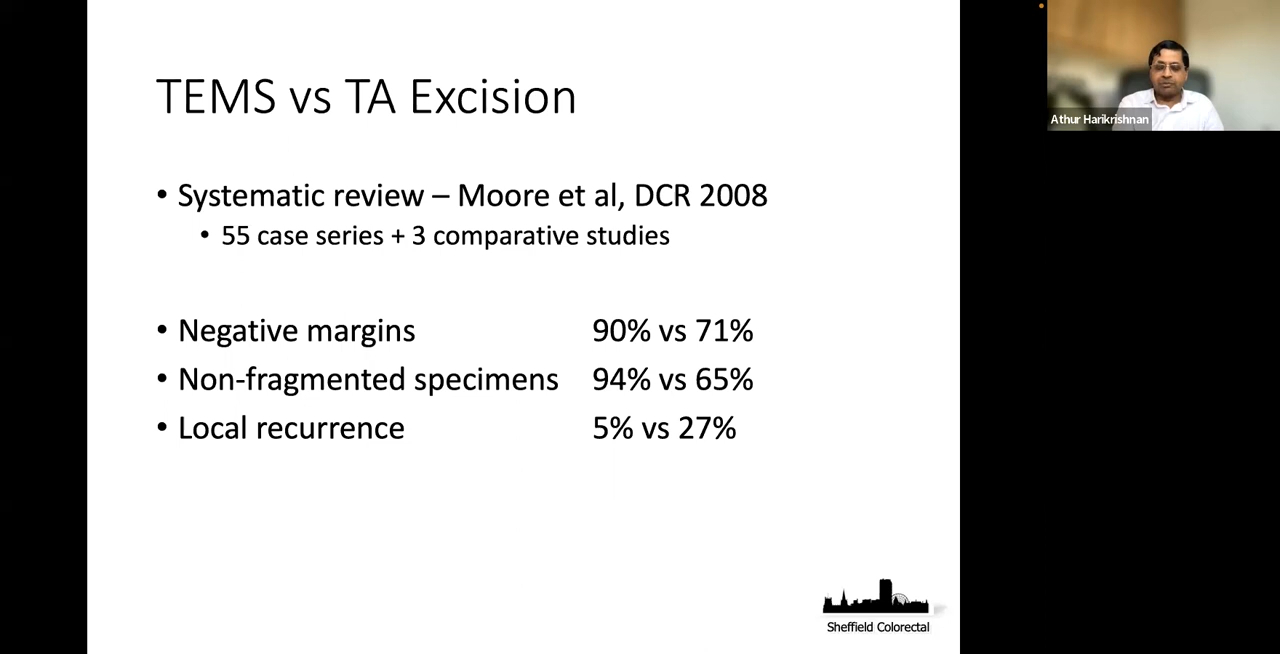 TEMS vs TA Excision
• Systematic review – Moore et al, DCR 2008
• 55 case series + 3 comparative studies
• Negative margins 90% vs 71%
• Non-fragmented specimens 94% vs 65%
• Local recurrence 5% vs 27%
Sheffield Colorectal
Athur Harikrishnan